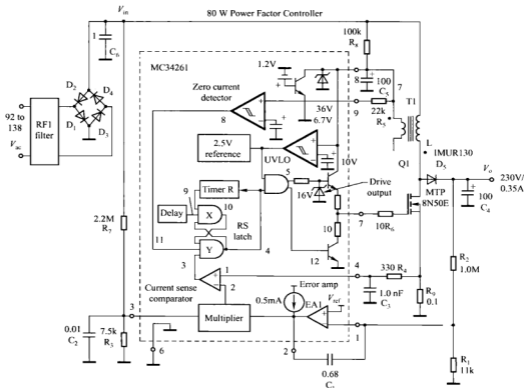 80 W Power Factor Controller
Vin
1
C6
MC34261
1.2V
100k
R8
8
100
C5
7
T1
Zero current
detector
8
36V
6.7V
9
22k
R5
D2
D4
D1
D3
92 to
138
Vac
RF1
filter
2.5V
reference
UVLO
10V
Q1
L
1MUR130
D5
Vo
230V/
0.35A
100
C4
MTP
8N50E
Timer R
5
16V
Drive
output
9
10
Delay
X
RS
latch
10
7
10R6
2.2M
R7
11
Y
4
12
3
1
2
Current sense
comparator
4
330 R4
1.0 nF
C3
R9
0.1
R2
1.0M
Error amp
0.5mA
EA1
Vref
Multiplier
3
0.01
C2
7.5k
R3
6
2
1
0.68
C
R1
11k